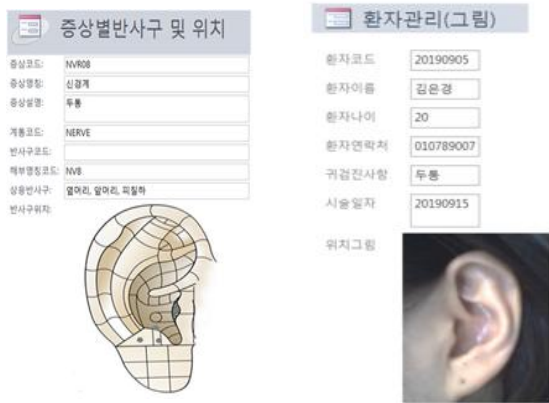 증상별반사구 및 위치
증상코드: NVR08
증상명칭: 신경계
증상설명: 두통
계통코드: NERVE
반사구코드:
해부명칭코드: NV8
상응반사구: 옆머리, 앞머리, 피질하
반사구위치:
환자관리(그림)
환자코드 20190905
환자이름 김은경
환자나이 20
환자연락처 010789007
귀검진사항 두통
시술일자 20190915
위치그림